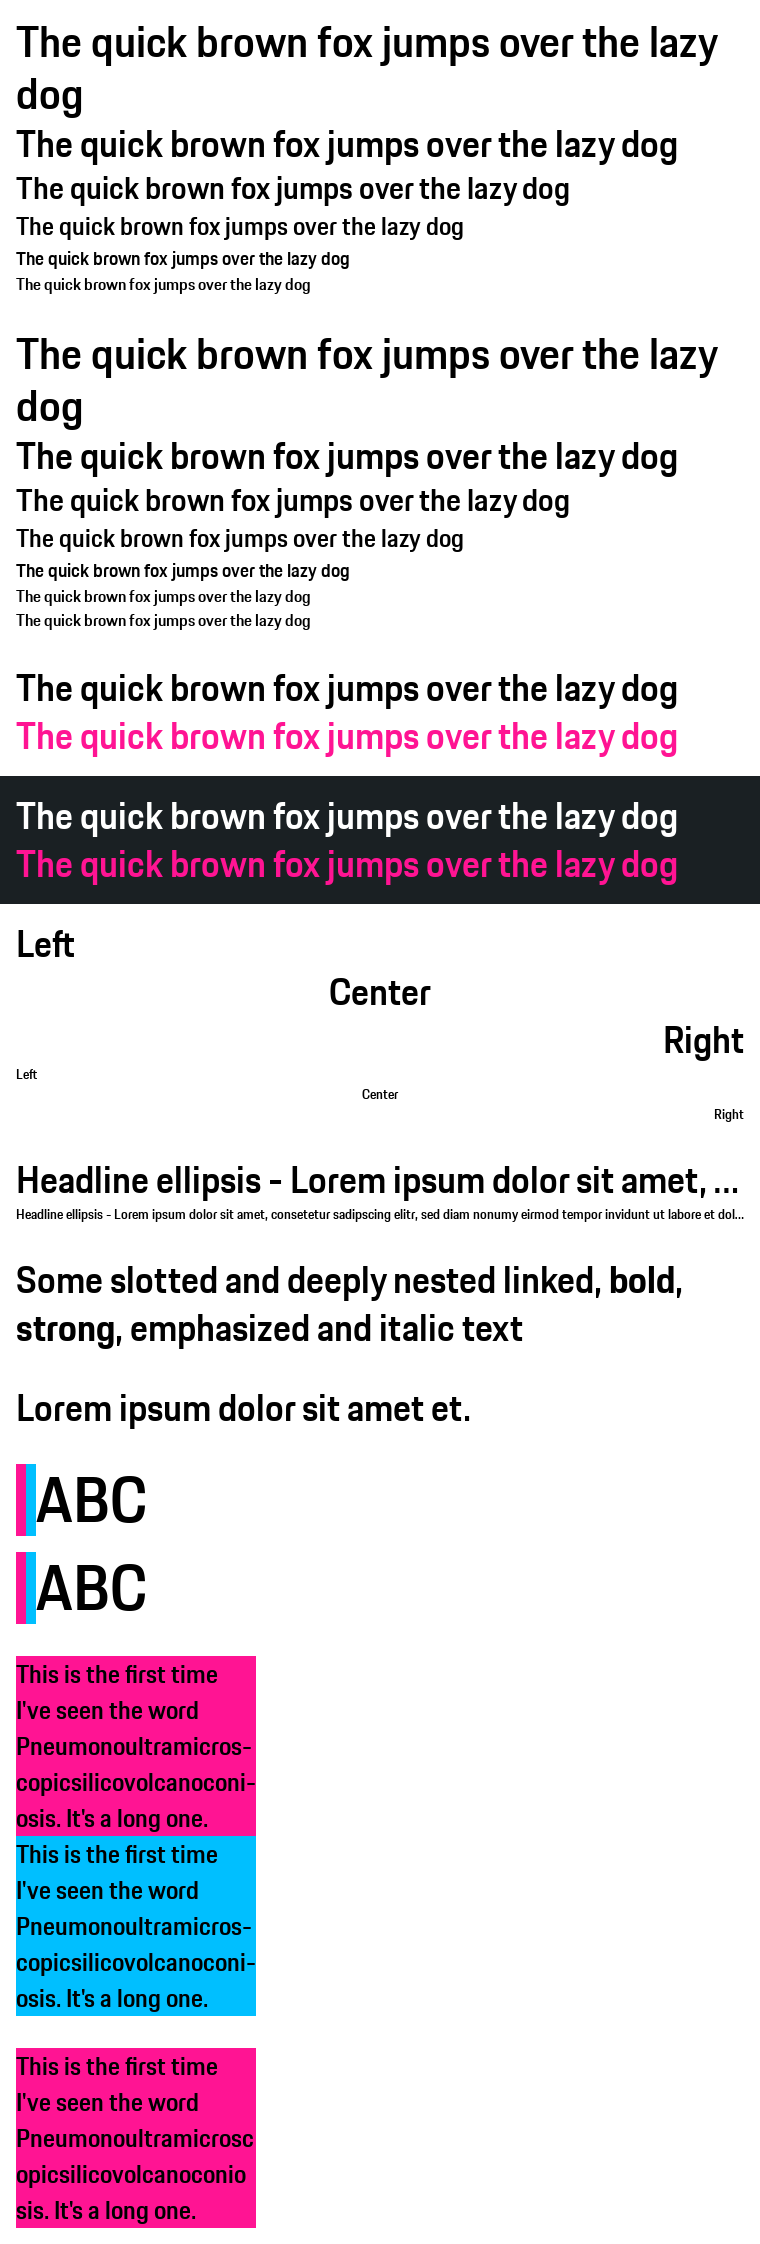 The quick brown fox jumps over the lazy
dog
The quick brown fox jumps over the lazy dog
The quick brown fox jumps over the lazy dog
The quick brown fox jumps over the lazy dog
The quick brown fox jumps over the lazy dog
The quick brown fox jumps over the lazy dog
The quick brown fox jumps over the lazy
dog
The quick brown fox jumps over the lazy dog
The quick brown fox jumps over the lazy dog
The quick brown fox jumps over the lazy dog
The quick brown fox jumps over the lazy dog
The quick brown fox jumps over the lazy dog
The quick brown fox jumps over the lazy dog
The quick brown fox jumps over the lazy dog
The quick brown fox jumps over the lazy dog
The quick brown fox jumps over the lazy dog
The quick brown fox jumps over the lazy dog
Left
Center
Right
Left
Center
Right
Headline ellipsis - Lorem ipsum dolor sit amet, ...
Headline ellipsis - Lorem ipsum dolor sit amet, consetetur sadipscing elitr, sed diam nonumy eirmod tempor invidunt ut labore et dol...
Some slotted and deeply nested linked, bold,
strong, emphasized and italic text
Lorem ipsum dolor sit amet et.
ABC
ABC
This is the first time
I've seen the word
Pneumonoultramicros-
copicsilicovolcanoconi-
osis. It's a long one.
This is the first time
I've seen the word
Pneumonoultramicros-
copicsilicovolcanoconi-
osis. It's a long one.
This is the first time
I've seen the word
Pneumonoultramicrosc
opicsilicovolcanoconio
sis. It's a long one.